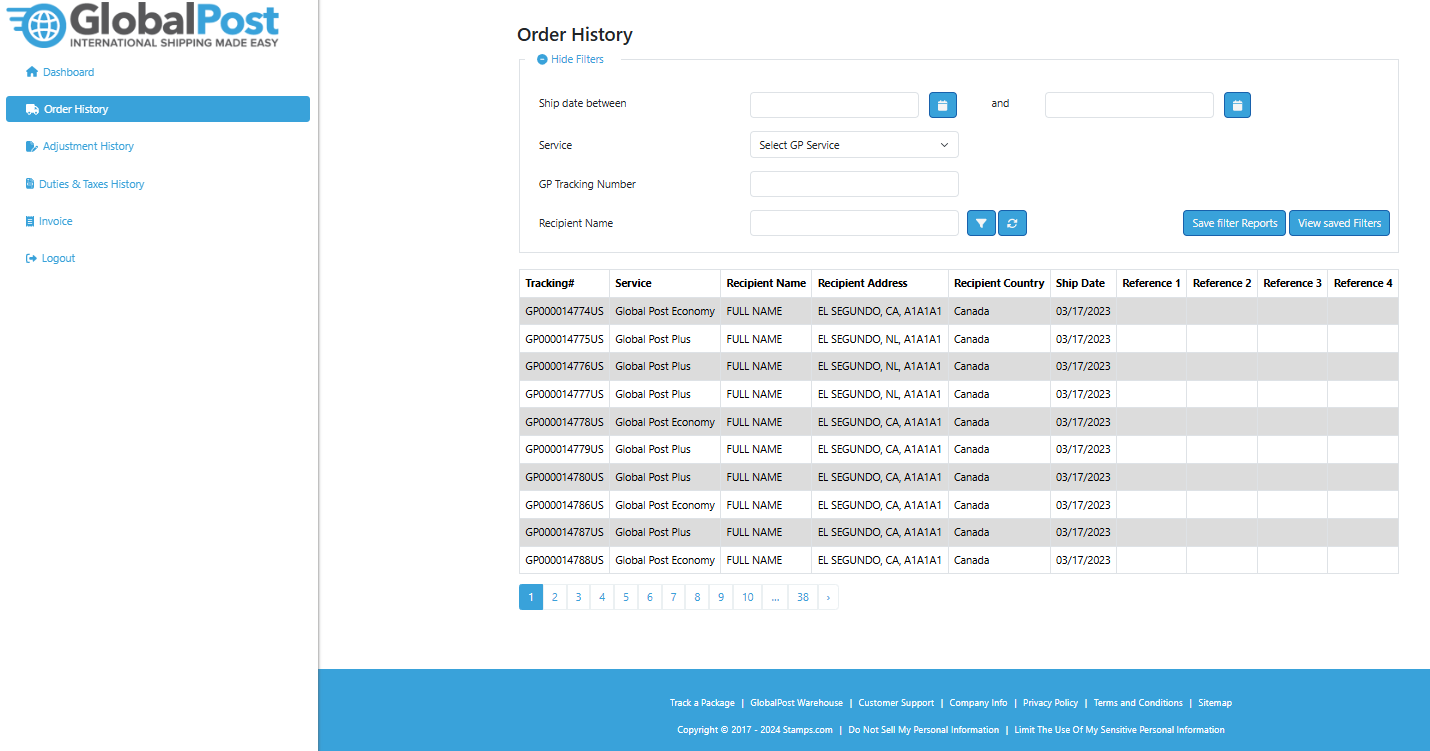 GlobalPost
INTERNATIONAL SHIPPING MADE EASY
Dashboard
Order History
Adjustment History
Duties & Taxes History
Invoice
Logout
Order History
Hide Filters
Ship date between and
Service Select GP Service
GP Tracking Number
Recipient Name Save filter Reports View saved Filters
Tracking# Service Recipient Name Recipient Address Recipient Country Ship Date Reference 1 Reference 2 Reference 3 Reference 4
GP000014774US Global Post Economy FULL NAME EL SEGUNDO, CA, A1A1A1 Canada 03/17/2023
GP000014775US Global Post Plus FULL NAME EL SEGUNDO, NL, A1A1A1 Canada 03/17/2023
GP000014776US Global Post Plus FULL NAME EL SEGUNDO, NL, A1A1A1 Canada 03/17/2023
GP000014777US Global Post Plus FULL NAME EL SEGUNDO, NL, A1A1A1 Canada 03/17/2023
GP000014778US Global Post Economy FULL NAME EL SEGUNDO, CA, A1A1A1 Canada 03/17/2023
GP000014779US Global Post Plus FULL NAME EL SEGUNDO, CA, A1A1A1 Canada 03/17/2023
GP000014780US Global Post Plus FULL NAME EL SEGUNDO, CA, A1A1A1 Canada 03/17/2023
GP000014786US Global Post Economy FULL NAME EL SEGUNDO, CA, A1A1A1 Canada 03/17/2023
GP000014787US Global Post Plus FULL NAME EL SEGUNDO, CA, A1A1A1 Canada 03/17/2023
GP000014788US Global Post Economy FULL NAME EL SEGUNDO, CA, A1A1A1 Canada 03/17/2023
1 2 3 4 5 6 7 8 9 10 ... 38 ›
Track a Package | GlobalPost Warehouse | Customer Support | Company Info | Privacy Policy | Terms and Conditions | Sitemap
Copyright © 2017 - 2024 Stamps.com | Do Not Sell My Personal Information | Limit The Use Of My Sensitive Personal Information